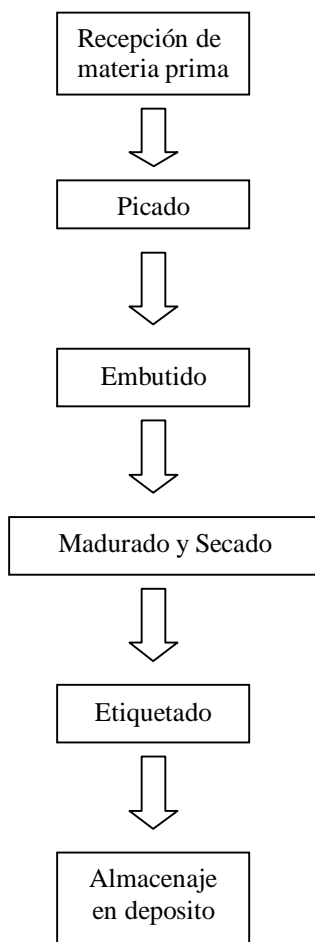 Recepción de
materia prima
Picado
Embutido
Madurado y Secado
Etiquetado
Almacenaje
en deposito